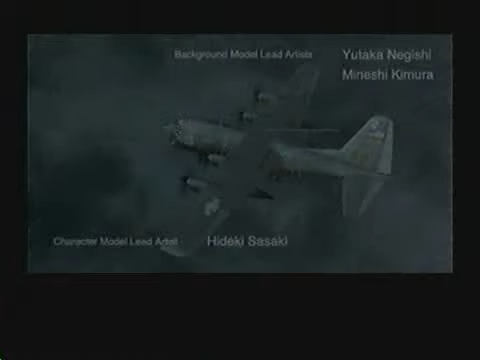 Background Model Lead Artists
Yutaka Negishi
Mineshi Kimura
Character Model Lead Artist
Hideki Sasaki